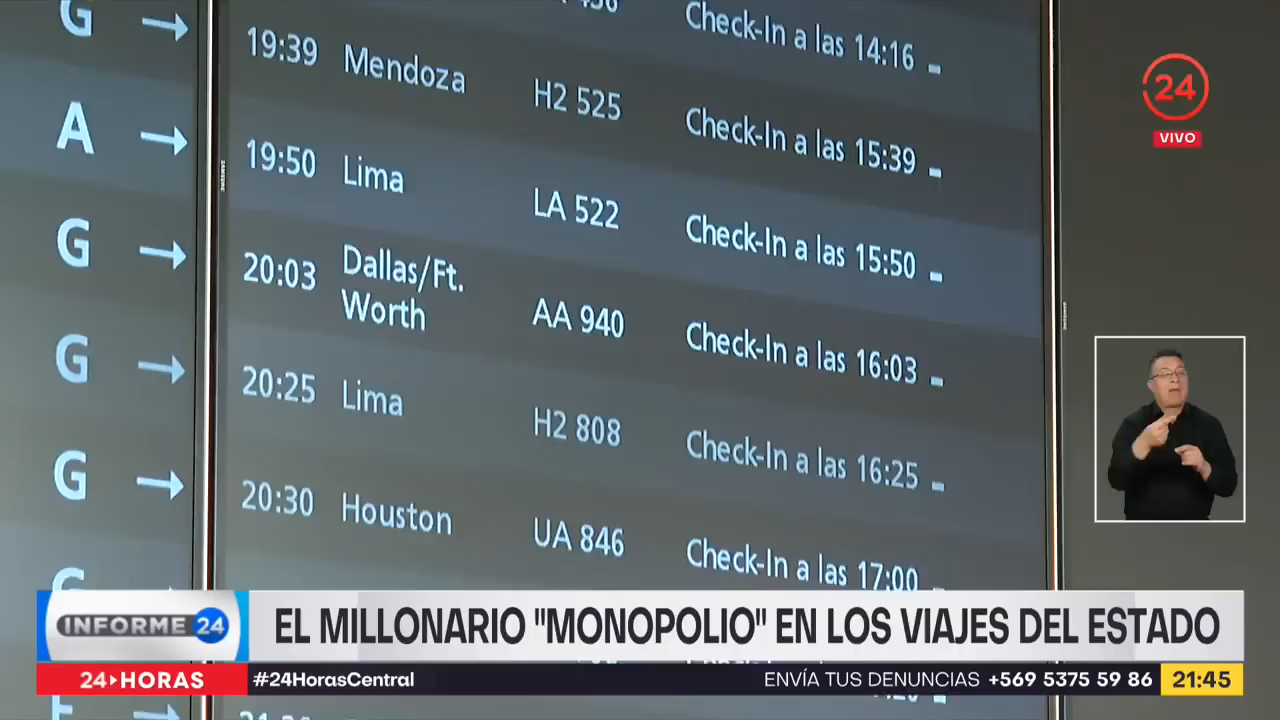 G → Check-In a las 14:16
19:39 Mendoza H2 525 Check-In a las 15:39
A →
19:50 Lima LA 522 Check-In a las 15:50
G →
20:03 Dallas/Ft. Worth AA 940 Check-In a las 16:03
G →
20:25 Lima H2 808 Check-In a las 16:25
G →
20:30 Houston UA 846 Check-In a las 17:00
24
VIVO
INFORME 24
EL MILLONARIO "MONOPOLIO" EN LOS VIAJES DEL ESTADO
24 HORAS
#24HorasCentral
ENVÍA TUS DENUNCIAS +569 5375 59 86
21:45